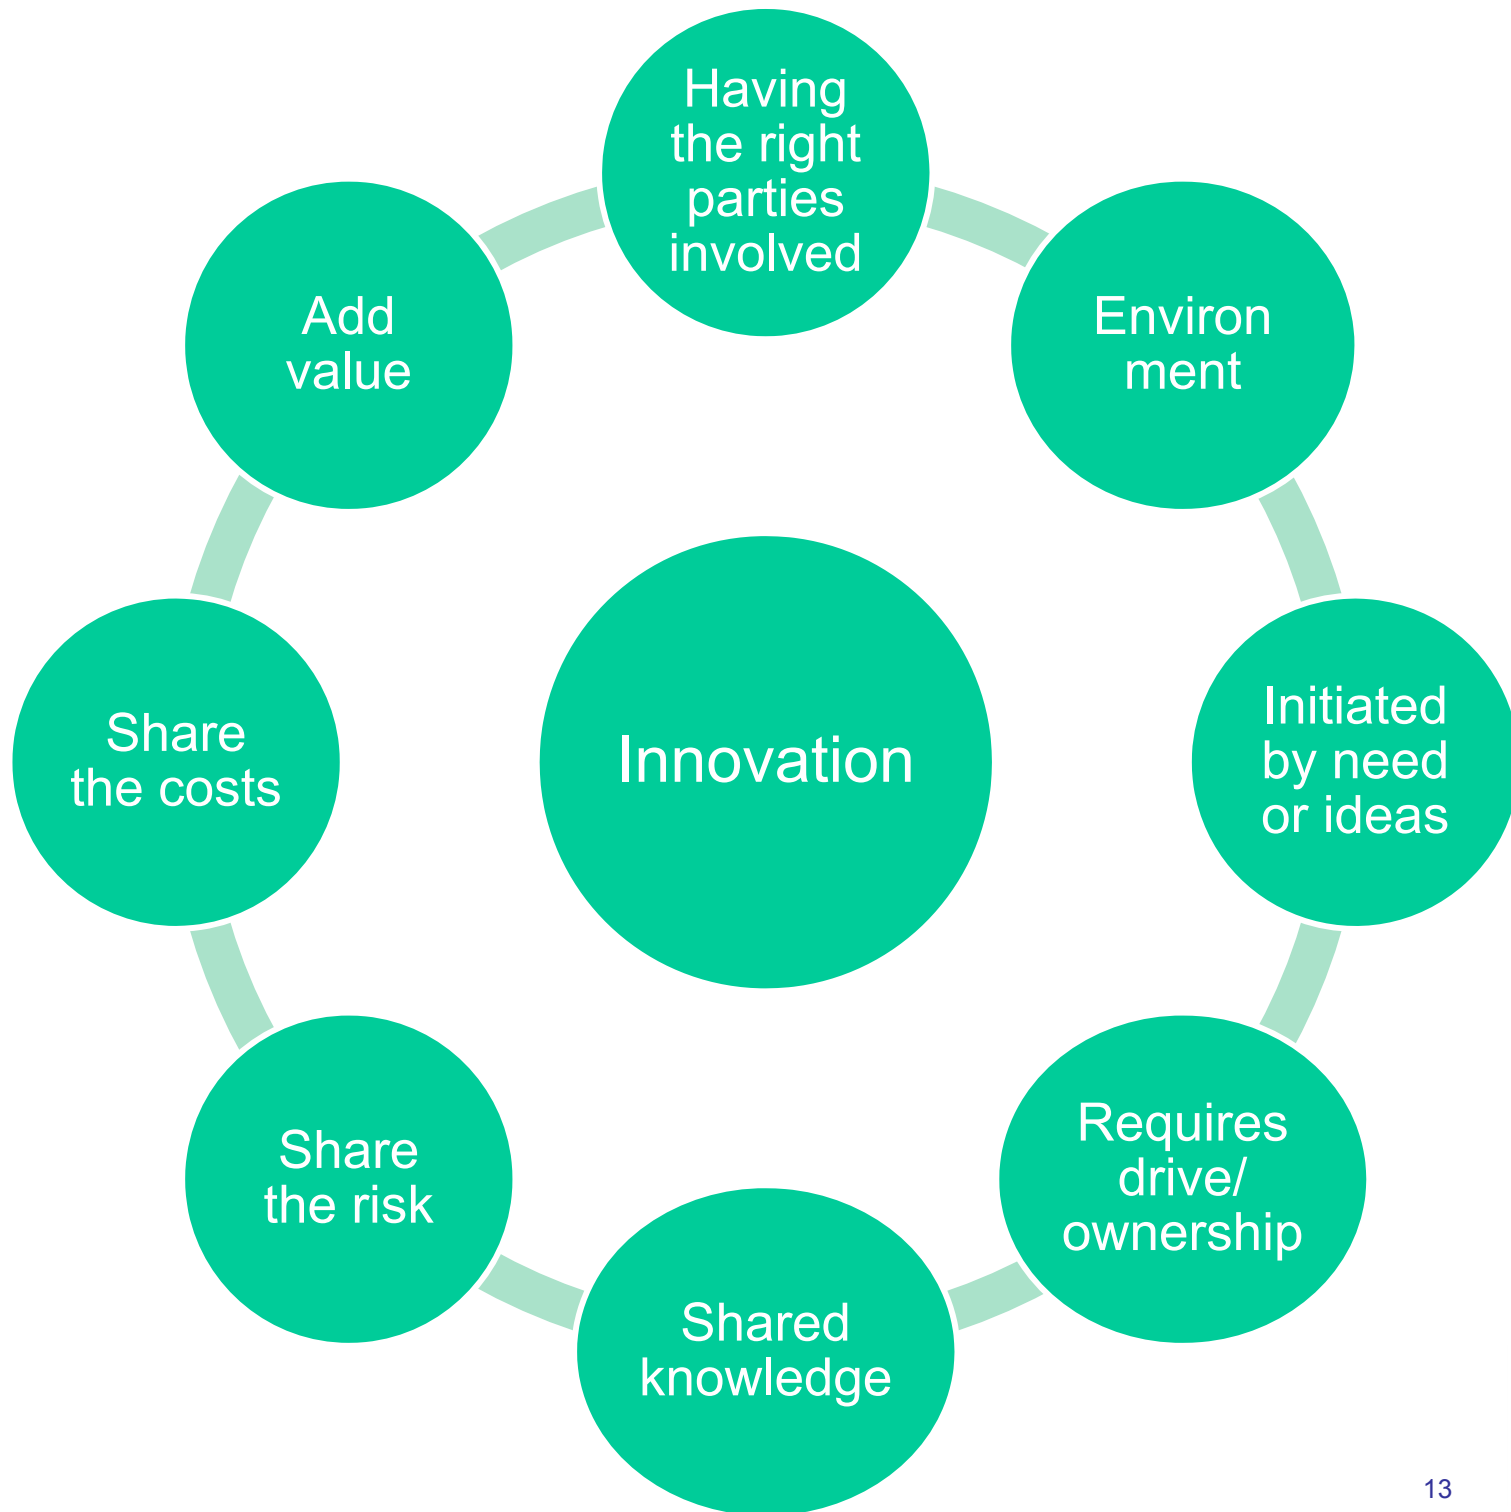 Having
the right
parties
involved
Environ
ment
Initiated
by need
or ideas
Requires
drive/
ownership
Shared
knowledge
Share
the risk
Share
the costs
Add
value
Innovation
13